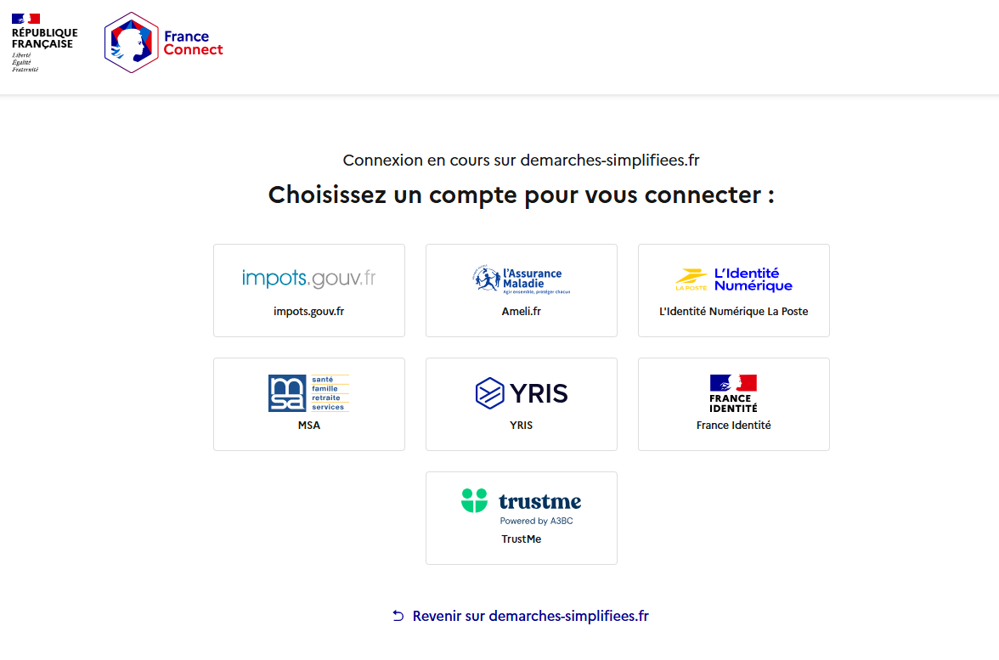 RÉPUBLIQUE
FRANÇAISE
Liberté
Égalité
Fraternité
France
Connect
Connexion en cours sur demarches-simplifiees.fr
Choisissez un compte pour vous connecter :
impots.gouv.fr
impots.gouv.fr
l'Assurance
Maladie
Agir ensemble, protéger chacun
Ameli.fr
LA POSTE
L'Identité
Numérique
L'Identité Numérique La Poste
msa
santé
famille
retraite
services
MSA
YRIS
YRIS
FRANCE
IDENTITÉ
France Identité
trustme
Powered by A3BC
TrustMe
Revenir sur demarches-simplifiees.fr